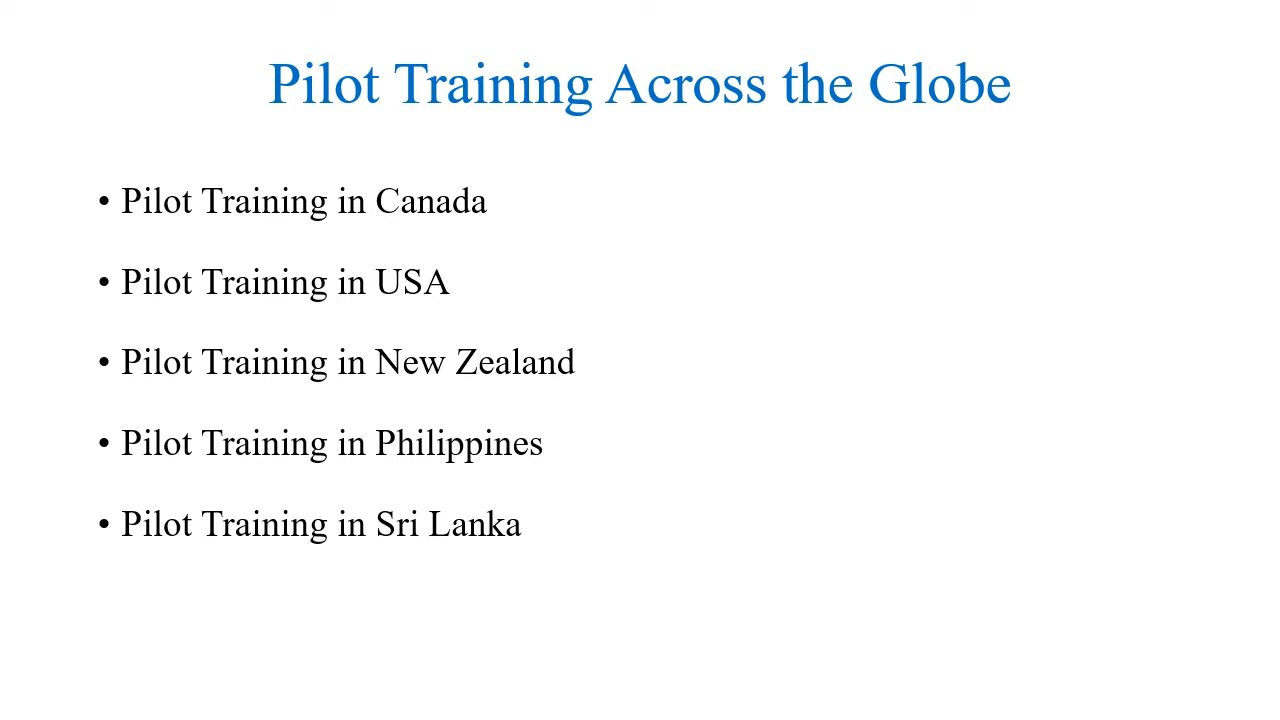 Pilot Training Across the Globe
• Pilot Training in Canada
• Pilot Training in USA
• Pilot Training in New Zealand
• Pilot Training in Philippines
• Pilot Training in Sri Lanka